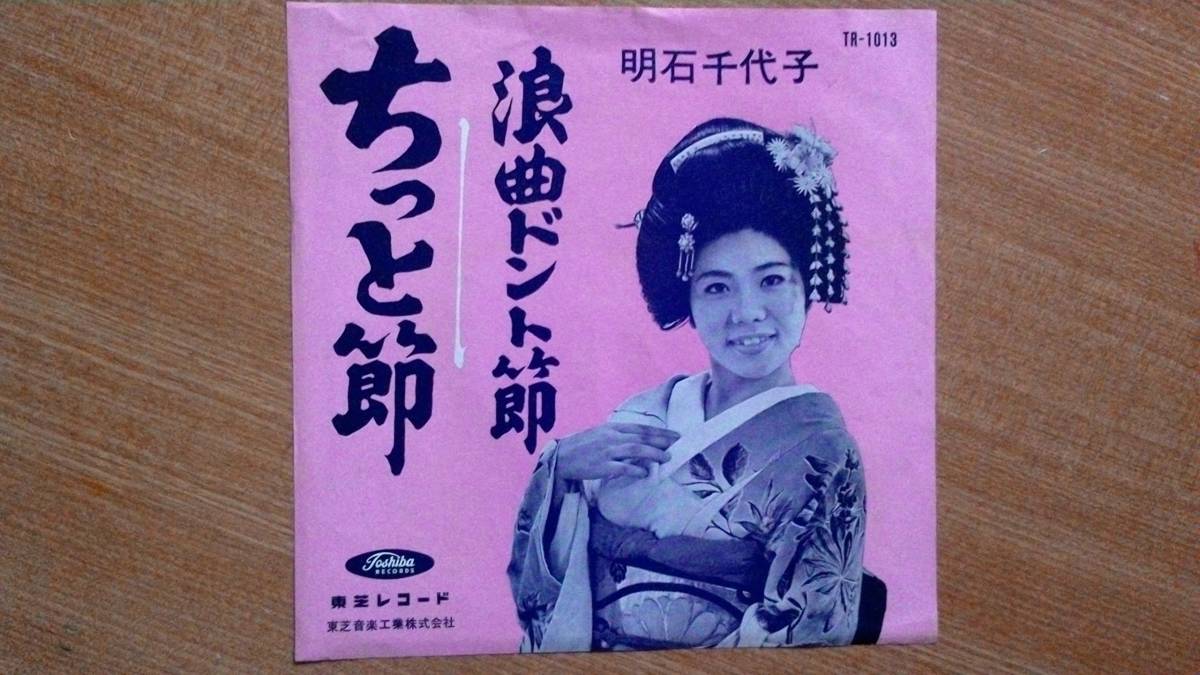 TR-1013
明石千代子
浪曲ドント節
ちっと節
Toshiba
RECORDS
東芝レコード
東芝音楽工業株式会社